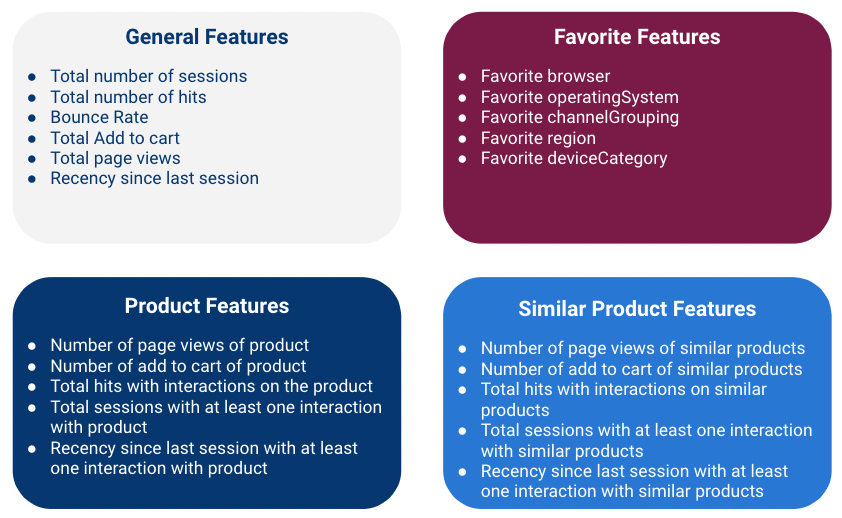 General Features
● Total number of sessions
● Total number of hits
● Bounce Rate
● Total Add to cart
● Total page views
● Recency since last session
Favorite Features
● Favorite browser
● Favorite operatingSystem
● Favorite channelGrouping
● Favorite region
● Favorite deviceCategory
Product Features
● Number of page views of product
● Number of add to cart of product
● Total hits with interactions on the product
● Total sessions with at least one interaction
with product
● Recency since last session with at least
one interaction with product
Similar Product Features
● Number of page views of similar products
● Number of add to cart of similar products
● Total hits with interactions on similar
products
● Total sessions with at least one interaction
with similar products
● Recency since last session with at least
one interaction with similar products